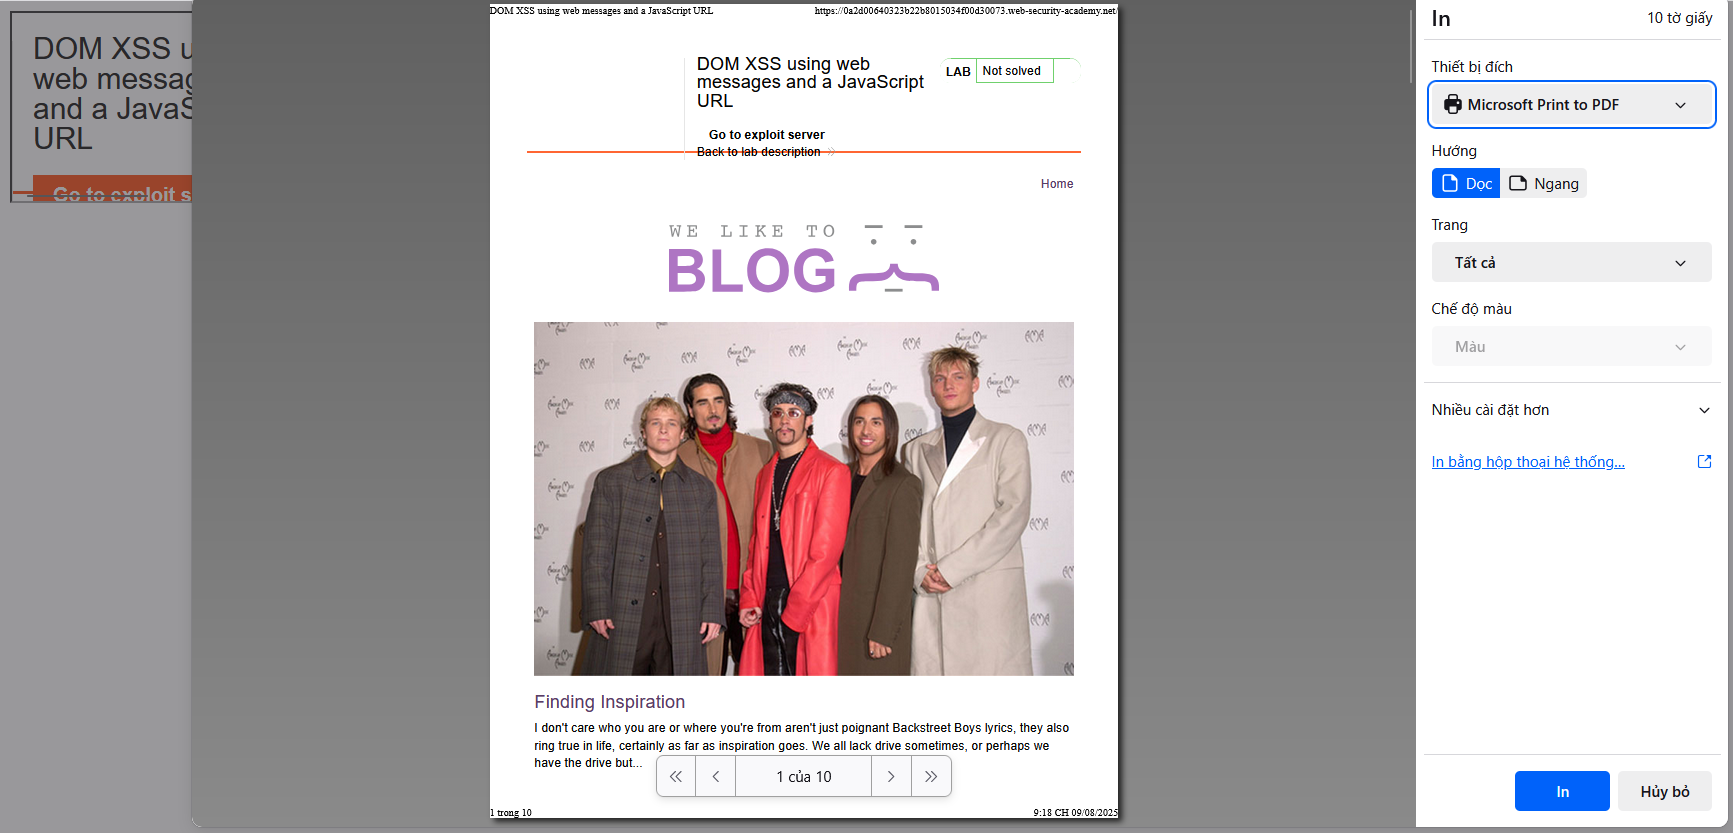 DOM XSS u
web messag
and a JavaS
URL
Go to exploit s
DOM XSS using web messages and a JavaScript URL
https://0a2d00640323b22b8015034f00d30073.web-security-academy.net/
DOM XSS using web
messages and a JavaScript
URL
LAB
Not solved
Go to exploit server
Back to lab description
Home
WE LIKE TO
BLOG
Finding Inspiration
I don't care who you are or where you're from aren't just poignant Backstreet Boys lyrics, they also
ring true in life, certainly as far as inspiration goes. We all lack drive sometimes, or perhaps we
have the drive but...
1 của 10
1 trong 10
9:18 CH 09/08/2025
In
10 tờ giấy
Thiết bị đích
Microsoft Print to PDF
Hướng
Dọc
Ngang
Trang
Tất cả
Chế độ màu
Màu
Nhiều cài đặt hơn
In bằng hộp thoại hệ thống...
In
Hủy bỏ